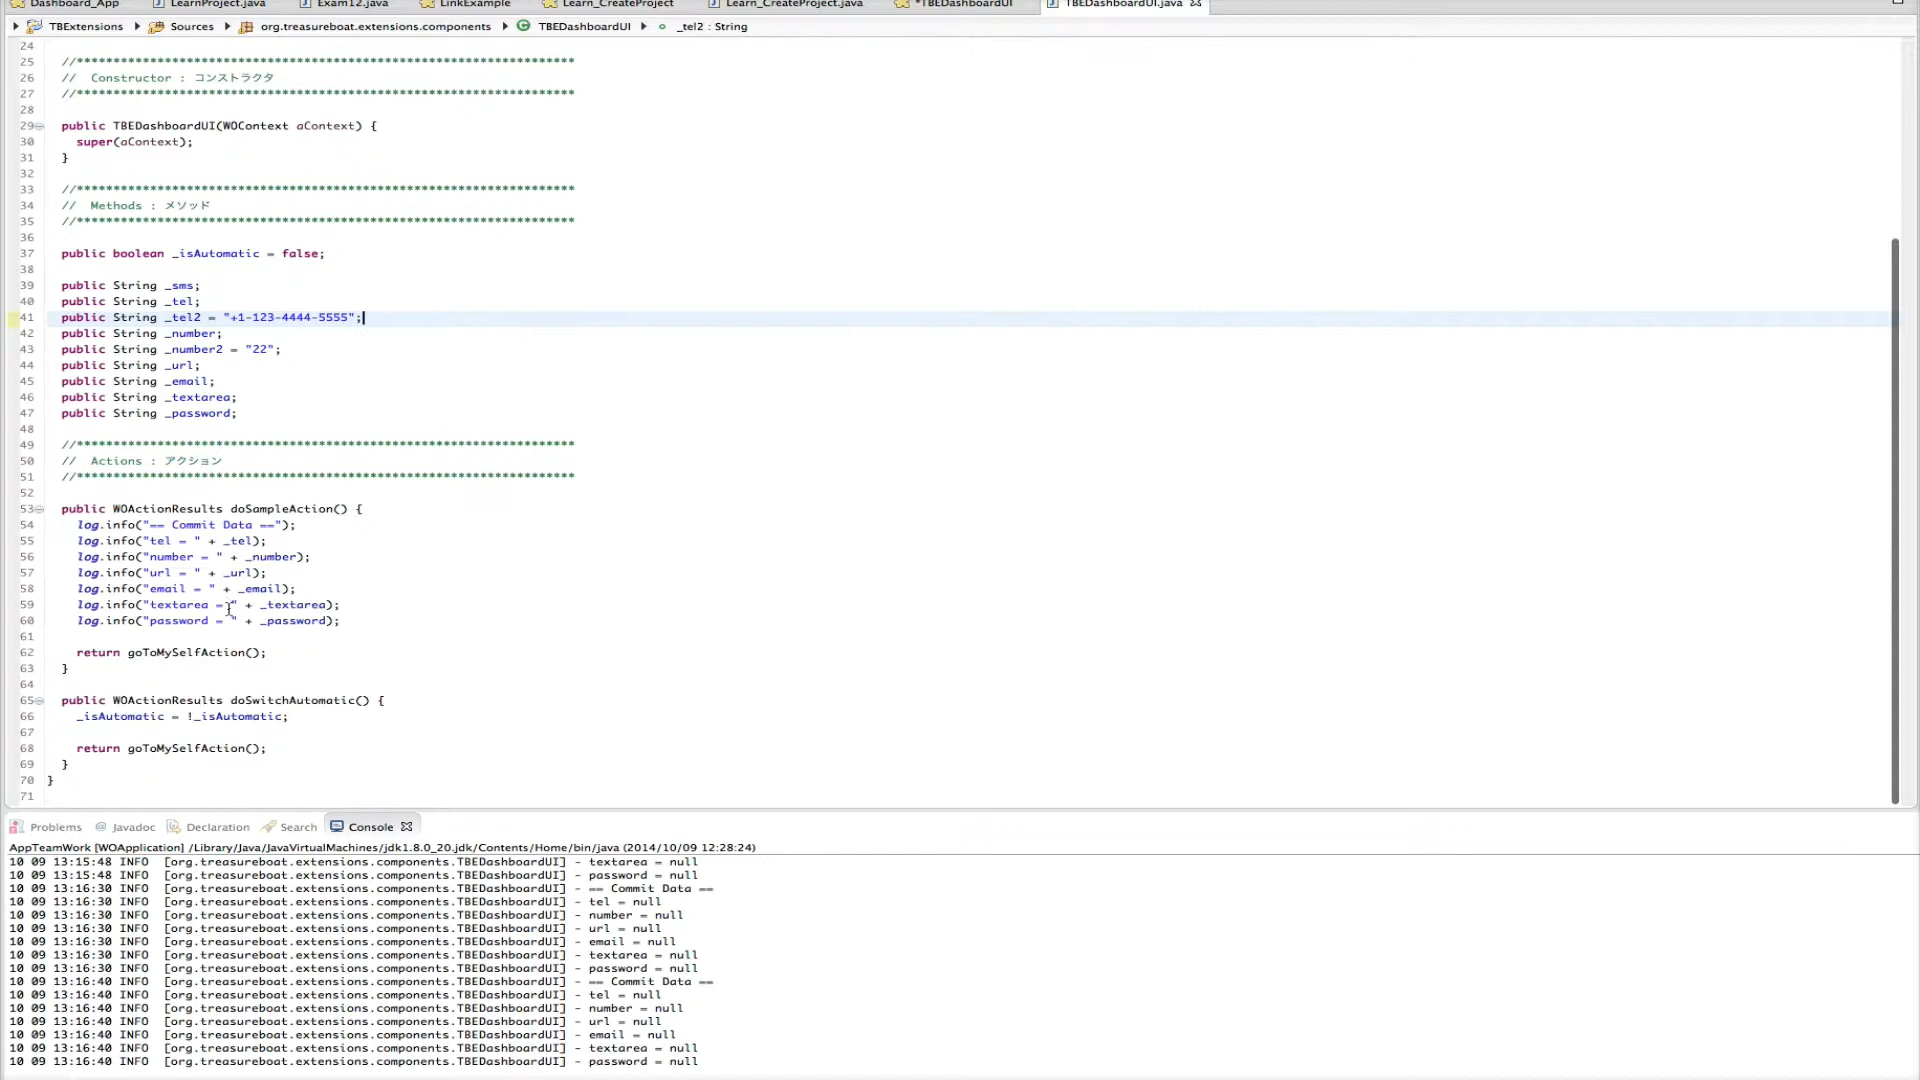 Dashboard_App LearnProject.java Exam12.java LinkExample Learn_CreateProject Learn_CreateProject.java *TBEDashboardUI TBEDashboardUI.java
TBExtensions Sources org.treasureboat.extensions.components TBEDashboardUI _tel2 : String
24
25 //********************************************************************
26 // Constructor : コンストラクタ
27 //********************************************************************
28
29 public TBEDashboardUI(WOContext aContext) {
30 super(aContext);
31 }
32
33 //********************************************************************
34 // Methods : メソッド
35 //********************************************************************
36
37 public boolean _isAutomatic = false;
38
39 public String _sms;
40 public String _tel;
41 public String _tel2 = "+1-123-4444-5555";
42 public String _number;
43 public String _number2 = "22";
44 public String _url;
45 public String _email;
46 public String _textarea;
47 public String _password;
48
49 //********************************************************************
50 // Actions : アクション
51 //********************************************************************
52
53 public WOActionResults doSampleAction() {
54 log.info("== Commit Data ==");
55 log.info("tel = " + _tel);
56 log.info("number = " + _number);
57 log.info("url = " + _url);
58 log.info("email = " + _email);
59 log.info("textarea = " + _textarea);
60 log.info("password = " + _password);
61
62 return goToMySelfAction();
63 }
64
65 public WOActionResults doSwitchAutomatic() {
66 _isAutomatic = !_isAutomatic;
67
68 return goToMySelfAction();
69 }
70 }
71
Problems @ Javadoc Declaration Search Console
AppTeamWork [WOApplication] /Library/Java/JavaVirtualMachines/jdk1.8.0_20.jdk/Contents/Home/bin/java (2014/10/09 12:28:24)
10 09 13:15:48 INFO [org.treasureboat.extensions.components.TBEDashboardUI] - textarea = null
10 09 13:15:48 INFO [org.treasureboat.extensions.components.TBEDashboardUI] - password = null
10 09 13:16:30 INFO [org.treasureboat.extensions.components.TBEDashboardUI] - == Commit Data ==
10 09 13:16:30 INFO [org.treasureboat.extensions.components.TBEDashboardUI] - tel = null
10 09 13:16:30 INFO [org.treasureboat.extensions.components.TBEDashboardUI] - number = null
10 09 13:16:30 INFO [org.treasureboat.extensions.components.TBEDashboardUI] - url = null
10 09 13:16:30 INFO [org.treasureboat.extensions.components.TBEDashboardUI] - email = null
10 09 13:16:30 INFO [org.treasureboat.extensions.components.TBEDashboardUI] - textarea = null
10 09 13:16:30 INFO [org.treasureboat.extensions.components.TBEDashboardUI] - password = null
10 09 13:16:40 INFO [org.treasureboat.extensions.components.TBEDashboardUI] - == Commit Data ==
10 09 13:16:40 INFO [org.treasureboat.extensions.components.TBEDashboardUI] - tel = null
10 09 13:16:40 INFO [org.treasureboat.extensions.components.TBEDashboardUI] - number = null
10 09 13:16:40 INFO [org.treasureboat.extensions.components.TBEDashboardUI] - url = null
10 09 13:16:40 INFO [org.treasureboat.extensions.components.TBEDashboardUI] - email = null
10 09 13:16:40 INFO [org.treasureboat.extensions.components.TBEDashboardUI] - textarea = null
10 09 13:16:40 INFO [org.treasureboat.extensions.components.TBEDashboardUI] - password = null